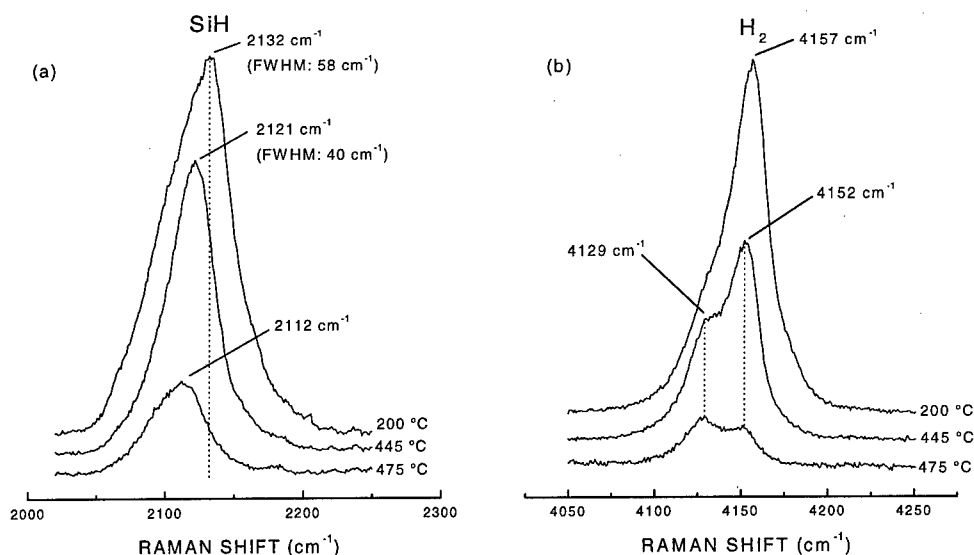 SiH
(a)
2132 cm⁻¹
(FWHM: 58 cm⁻¹)
2121 cm⁻¹
(FWHM: 40 cm⁻¹)
2112 cm⁻¹
200 °C
445 °C
475 °C
2000 2100 2200 2300
RAMAN SHIFT (cm⁻¹)
H₂
(b)
4157 cm⁻¹
4152 cm⁻¹
4129 cm⁻¹
200 °C
445 °C
475 °C
4050 4100 4150 4200 4250
RAMAN SHIFT (cm⁻¹)